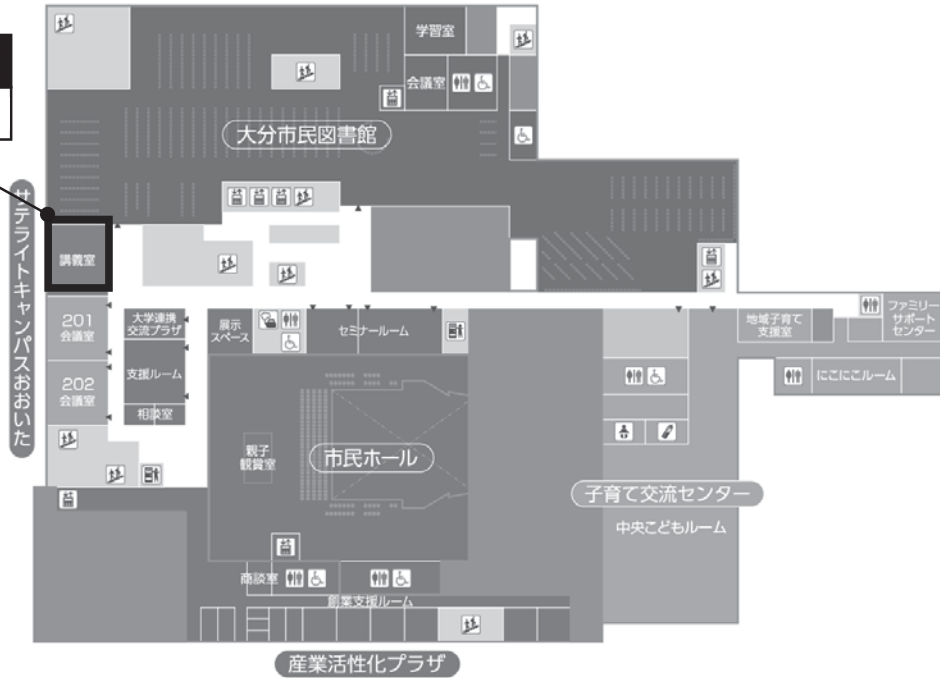 学習室
会議室
大分市民図書館
サテライトキャンパスおおいた
講義室
201
会議室
202
会議室
大学連携
交流プラザ
支援ルーム
相談室
展示
スペース
セミナールーム
地域子育て
支援室
ファミリー
サポート
センター
にこにこルーム
親子
観賞室
市民ホール
子育て交流センター
中央こどもルーム
商談室
創業支援ルーム
産業活性化プラザ